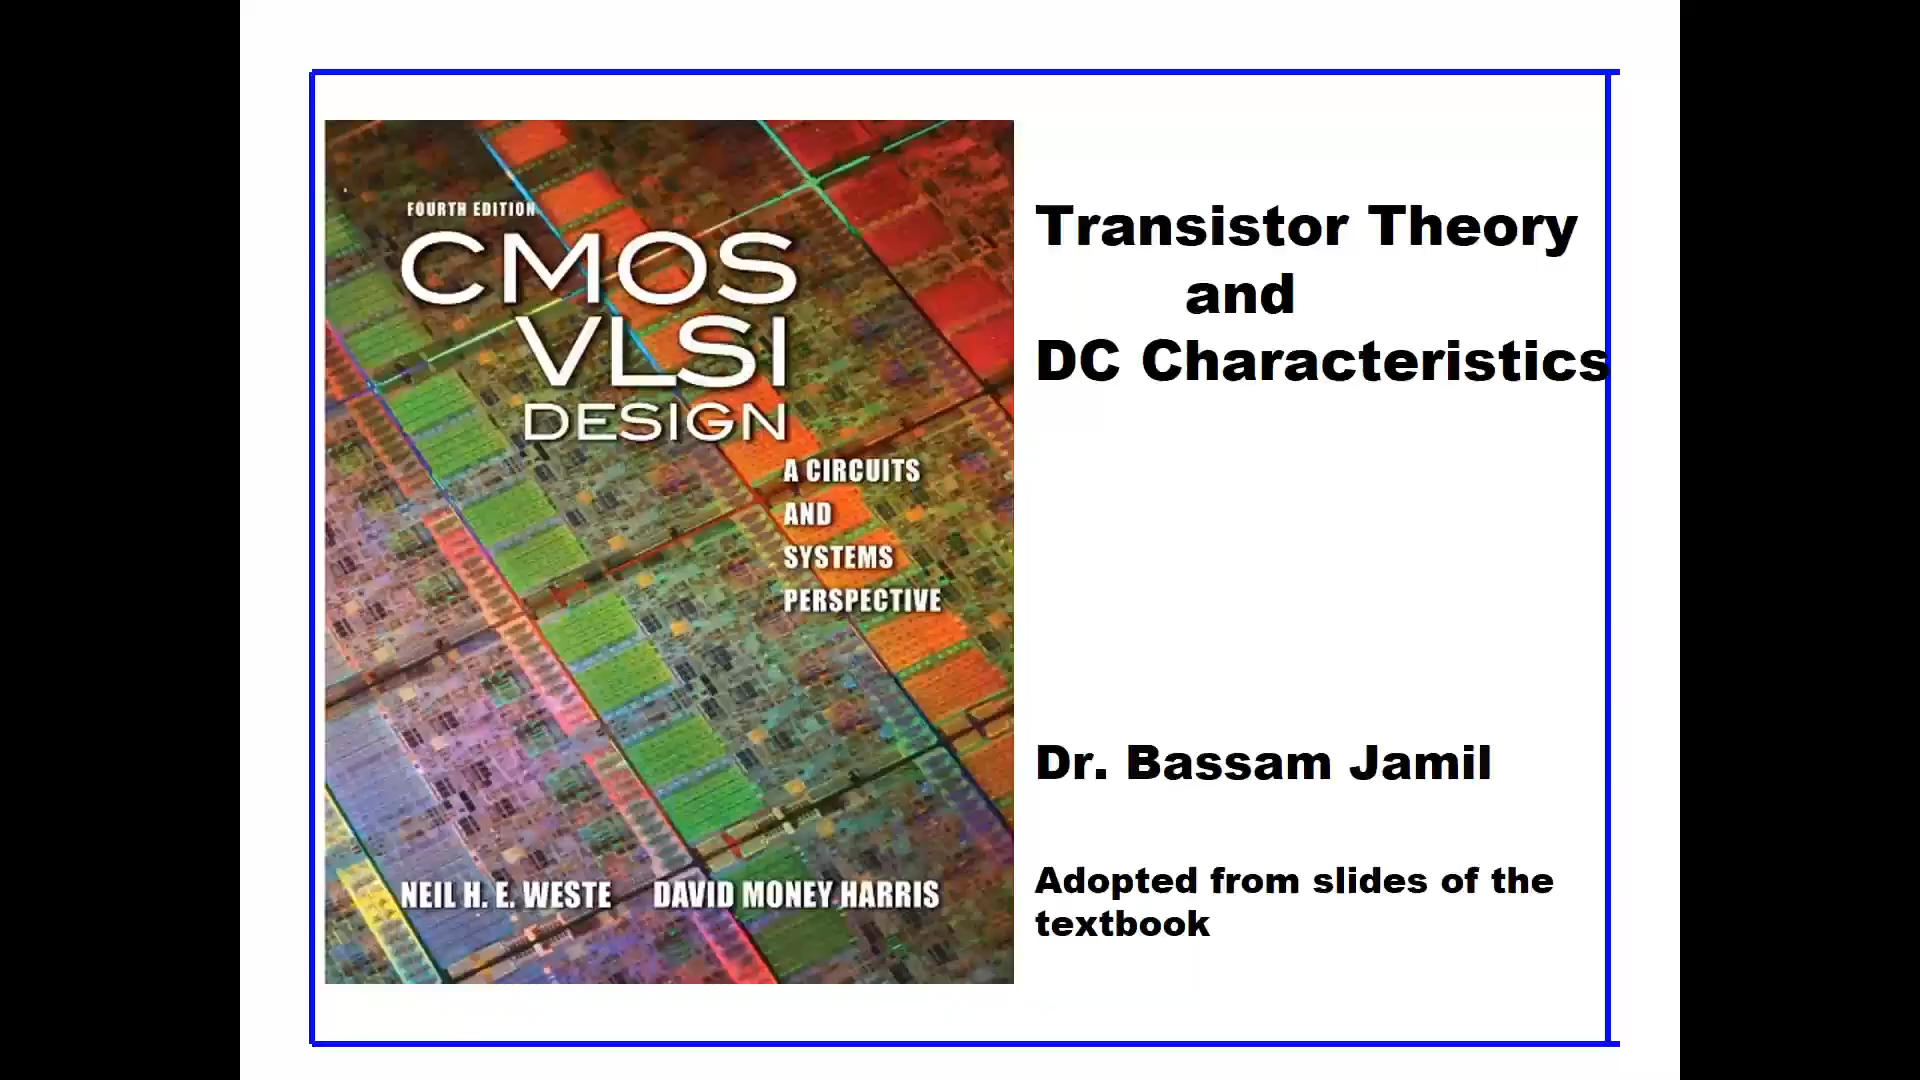 FOURTH EDITION
CMOS
VLSI
DESIGN
A CIRCUITS
AND
SYSTEMS
PERSPECTIVE
NEIL H. E. WESTE DAVID MONEY HARRIS
Transistor Theory
and
DC Characteristics
Dr. Bassam Jamil
Adopted from slides of the
textbook